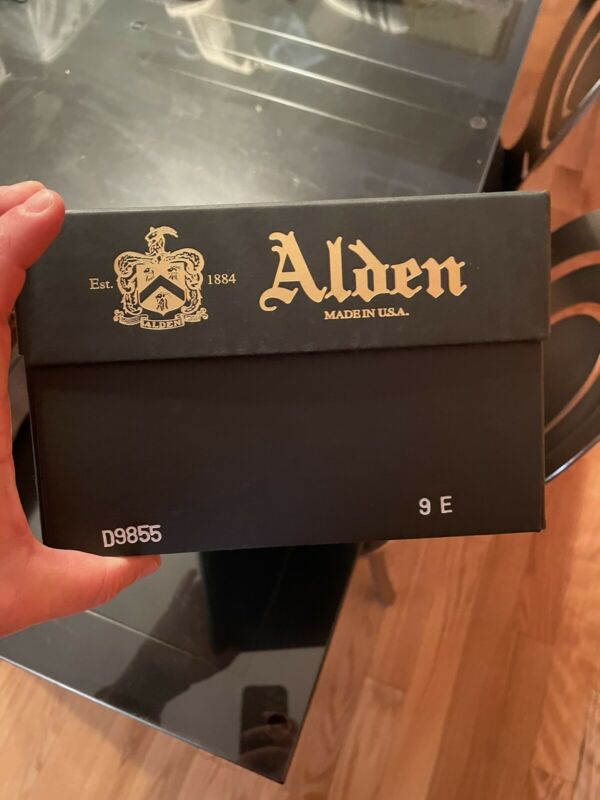 Est. 1884
ALDEN
Alden
MADE IN U.S.A.
D9855
9 E